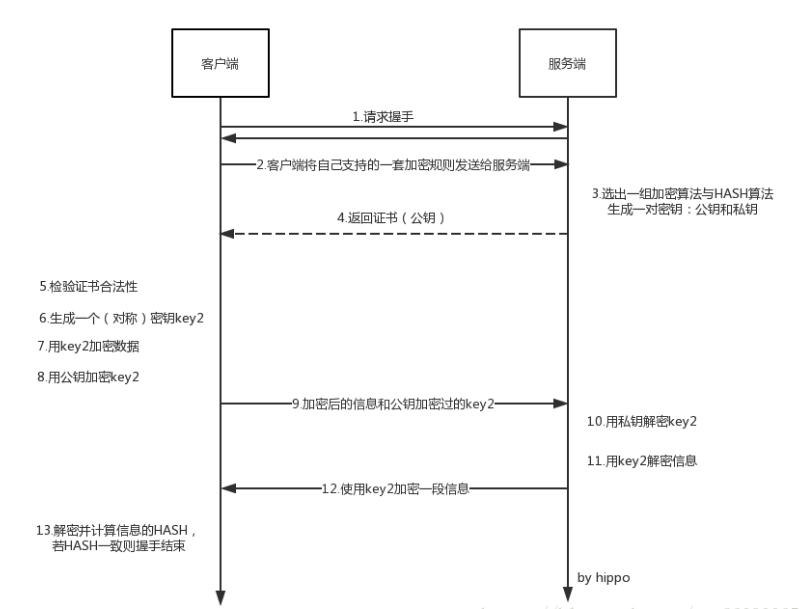 客户端
服务端
1.请求握手
2.客户端将自己支持的一套加密规则发送给服务端
3.选出一组加密算法与HASH算法
生成一对密钥：公钥和私钥
4.返回证书（公钥）
5.检验证书合法性
6.生成一个（对称）密钥key2
7.用key2加密数据
8.用公钥加密key2
9.加密后的信息和公钥加密过的key2
10.用私钥解密key2
11.用key2解密信息
12.使用key2加密一段信息
13.解密并计算信息的HASH，
若HASH一致则握手结束
by hippo